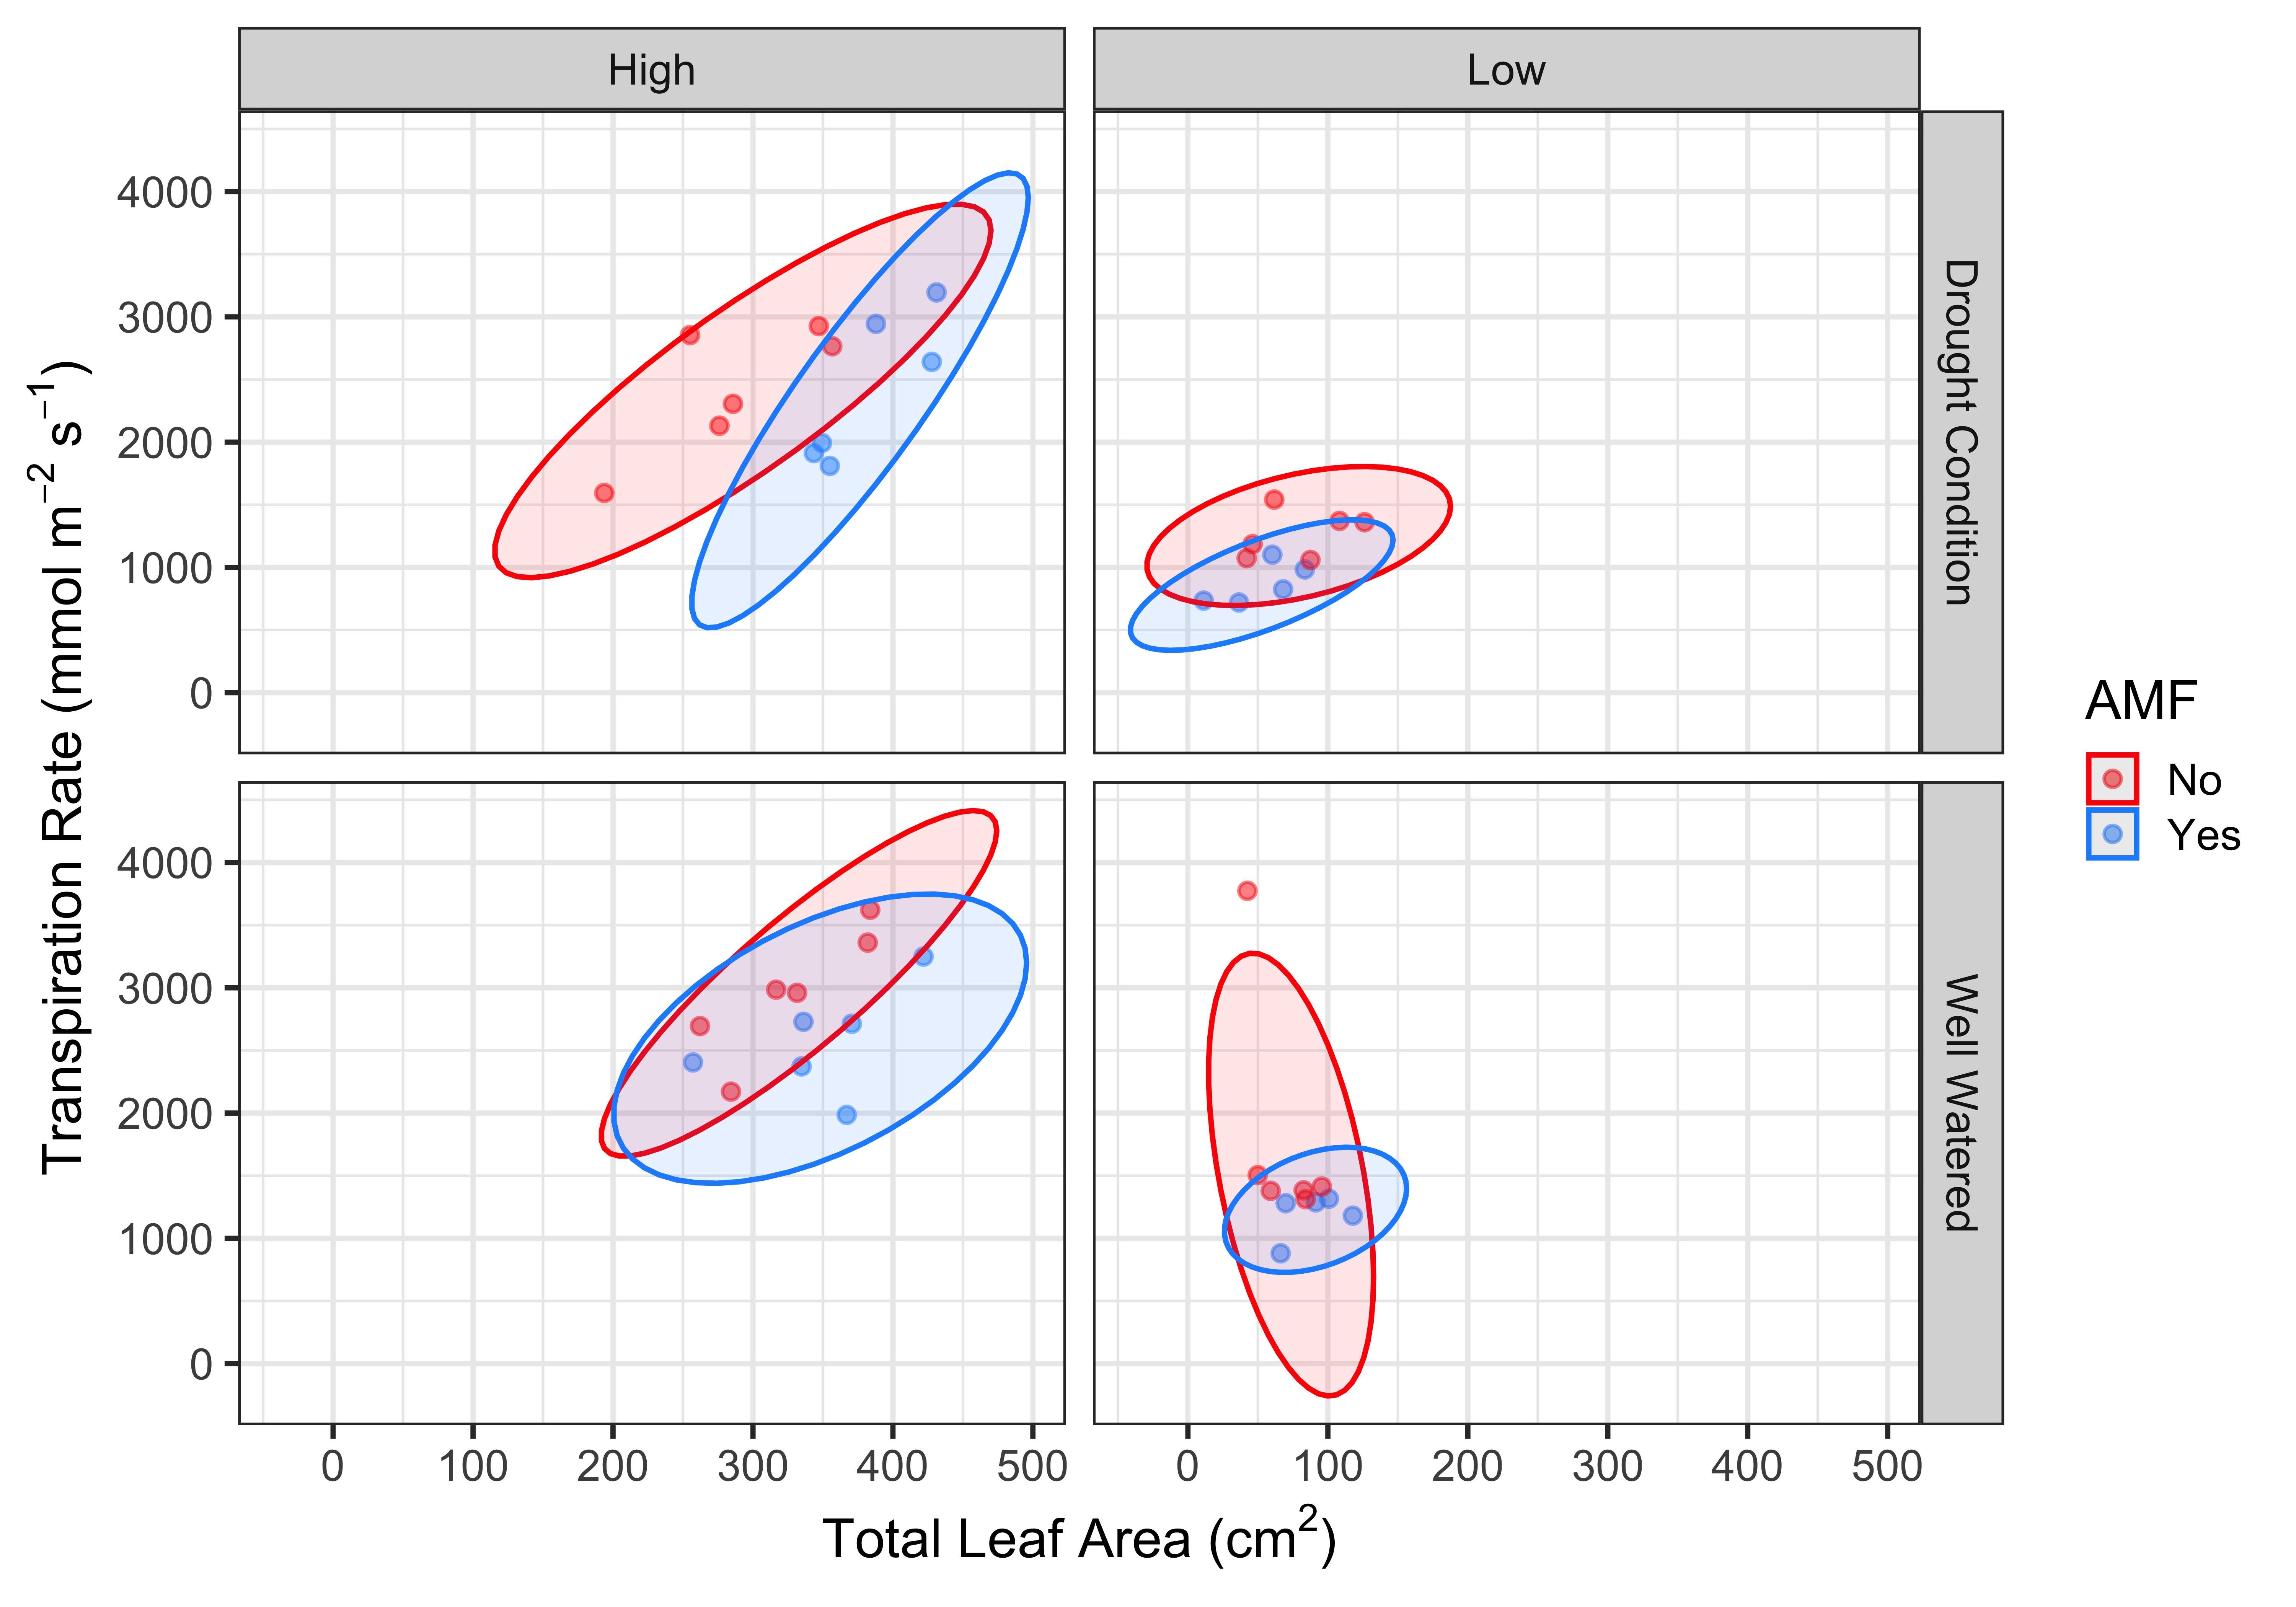 High
Low
4000
3000
2000
1000
0
Drought Condition
4000
3000
2000
1000
0
Well Watered
0 100 200 300 400 500
0 100 200 300 400 500
Total Leaf Area (cm²)
Transpiration Rate (mmol m⁻² s⁻¹)
AMF
No
Yes